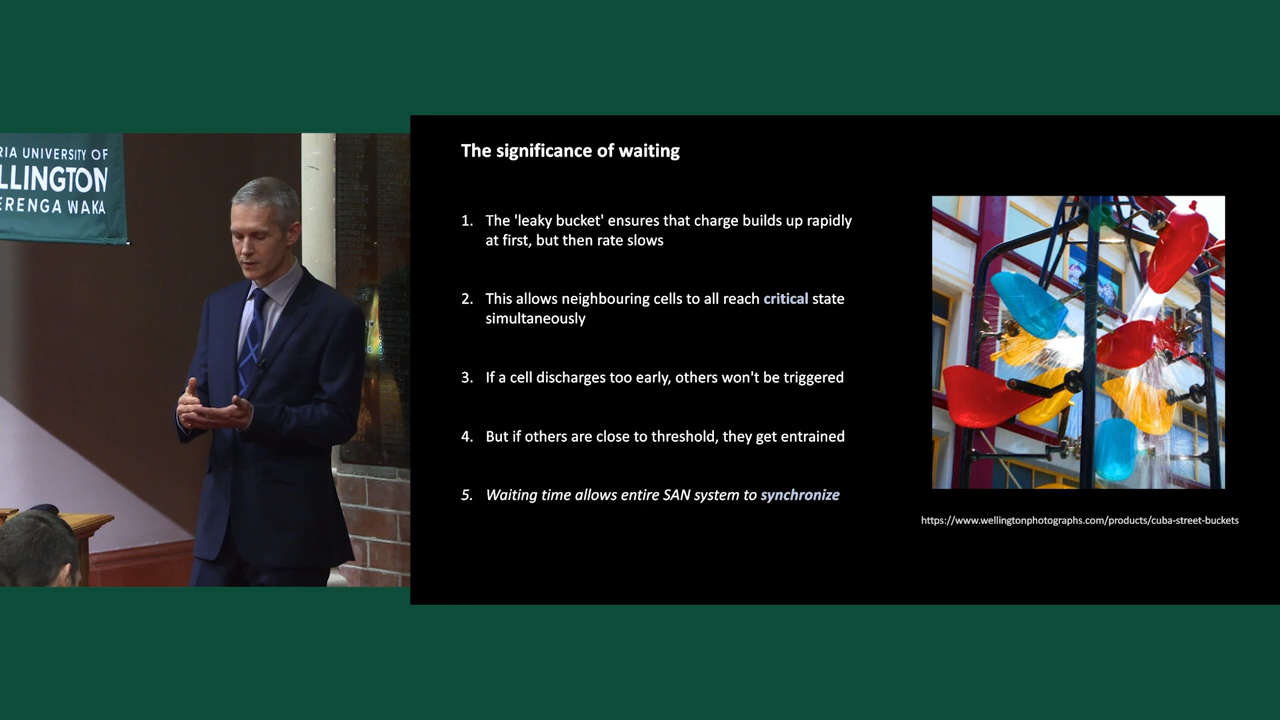 RIA UNIVERSITY OF
LLINGTON
ERENGA WAKA
The significance of waiting
1. The 'leaky bucket' ensures that charge builds up rapidly
at first, but then rate slows
2. This allows neighbouring cells to all reach critical state
simultaneously
3. If a cell discharges too early, others won't be triggered
4. But if others are close to threshold, they get entrained
5. Waiting time allows entire SAN system to synchronize
https://www.wellingtonphotographs.com/products/cuba-street-buckets